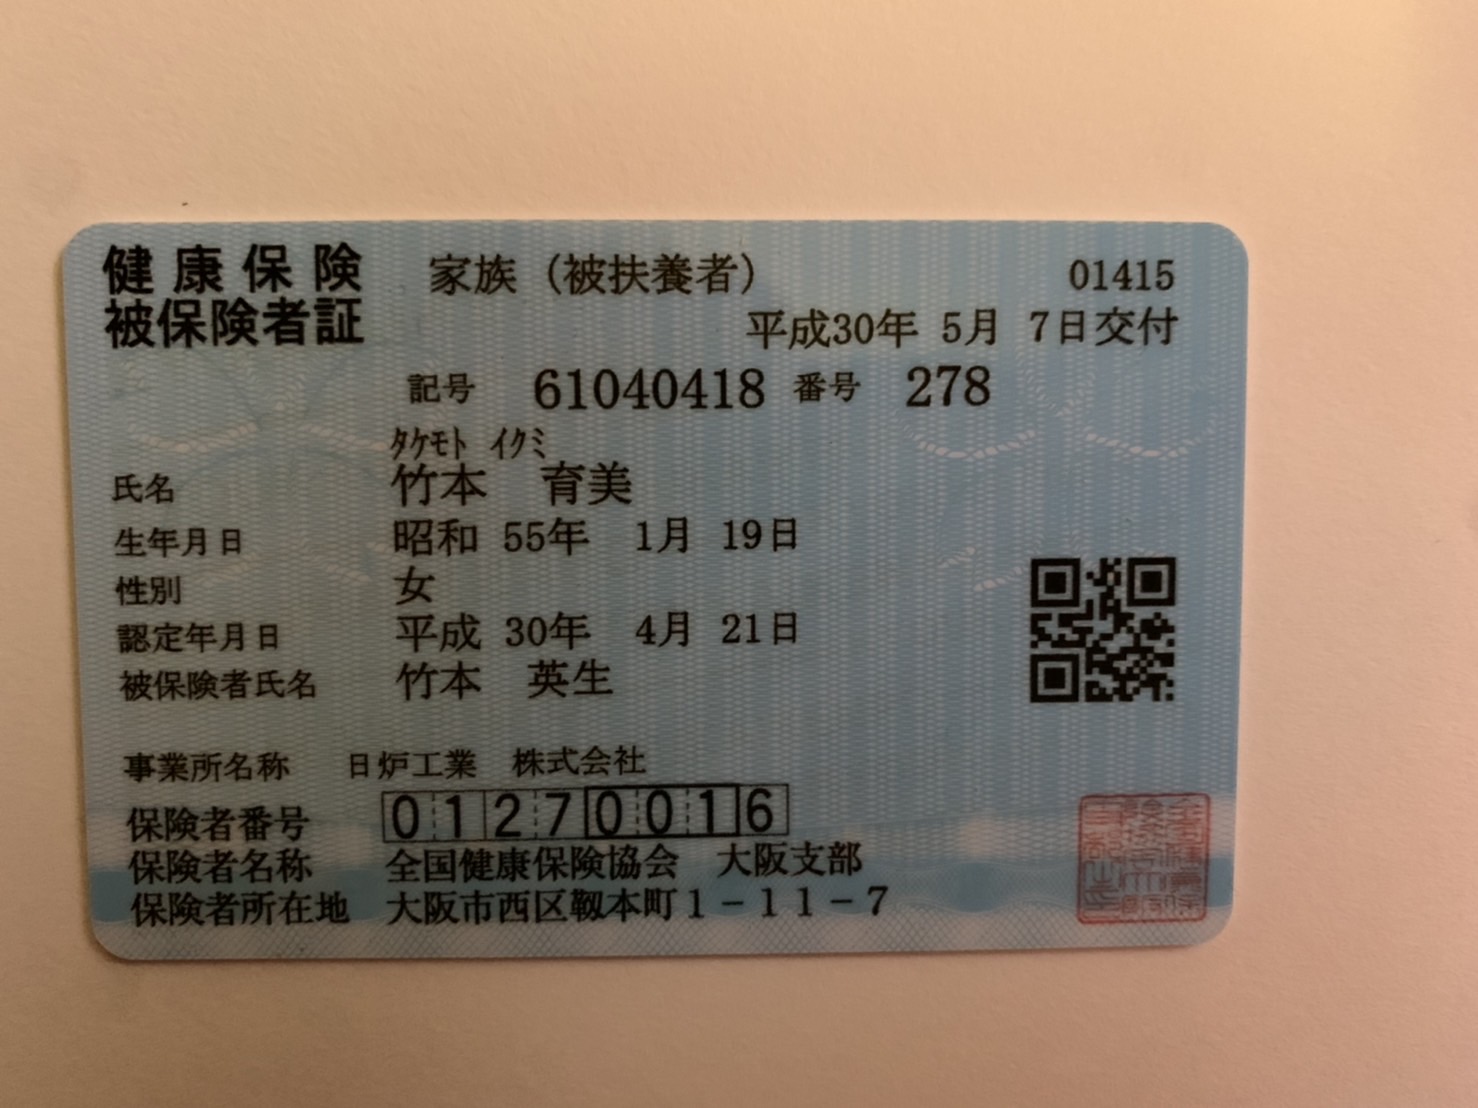 健康保険 家族（被扶養者） 01415
被保険者証 平成30年 5月 7日交付
記号 61040418 番号 278
ﾀｹﾓﾄ ｲｸﾐ
氏名 竹本 育美
生年月日 昭和 55年 1月 19日
性別 女
認定年月日 平成 30年 4月 21日
被保険者氏名 竹本 英生
事業所名称 日炉工業 株式会社
保険者番号 01270016
保険者名称 全国健康保険協会 大阪支部
保険者所在地 大阪市西区靱本町１－１１－７